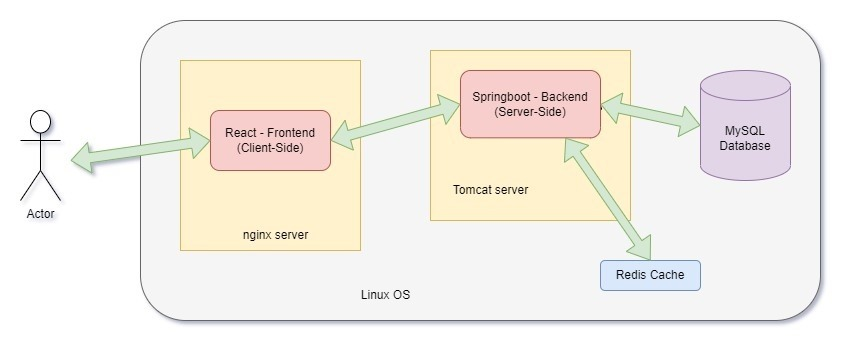 React - Frontend
(Client-Side)
nginx server
Springboot - Backend
(Server-Side)
Tomcat server
MySQL
Database
Actor
Redis Cache
Linux OS